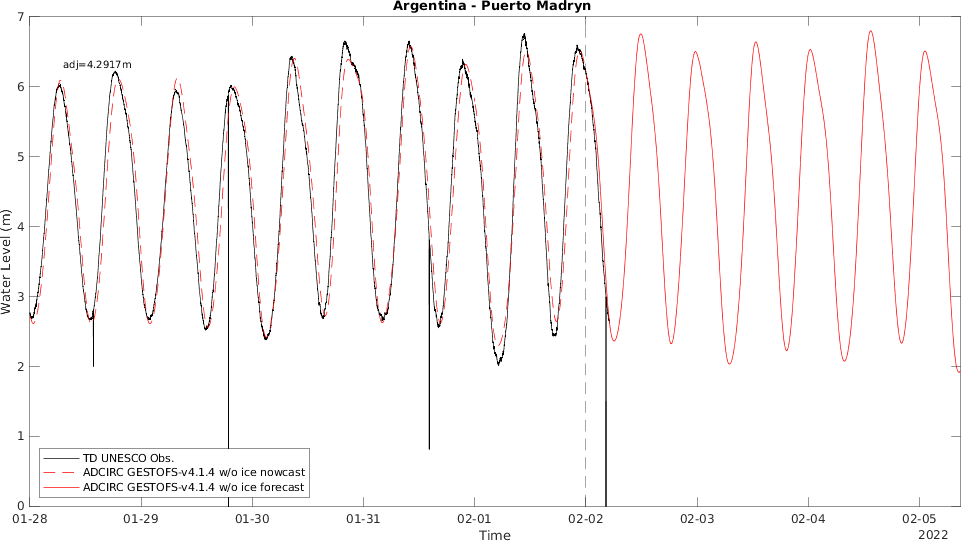 Argentina - Puerto Madryn
adj=4.2917m
Water Level (m)
7
6
5
4
3
2
1
0
TD UNESCO Obs.
ADCIRC GESTOFS-v4.1.4 w/o ice nowcast
ADCIRC GESTOFS-v4.1.4 w/o ice forecast
01-28 01-29 01-30 01-31 02-01 02-02 02-03 02-04 02-05
Time
2022